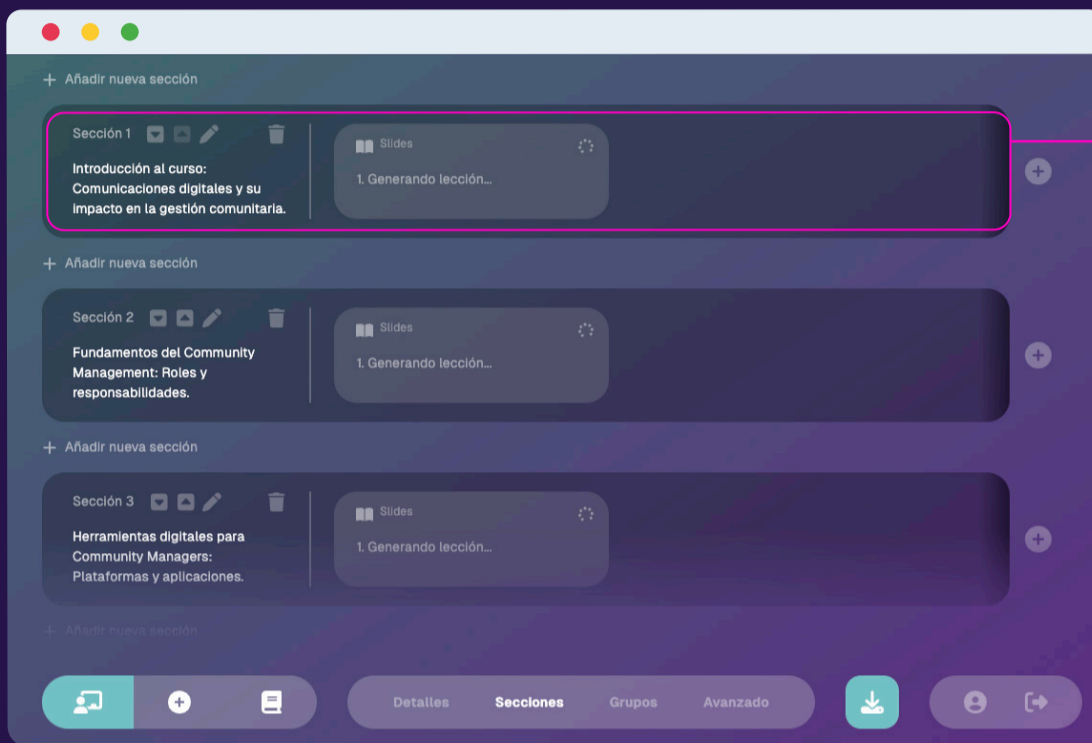 + Añadir nueva sección
Sección 1
Introducción al curso:
Comunicaciones digitales y su
impacto en la gestión comunitaria.
Slides
1. Generando lección...
+ Añadir nueva sección
Sección 2
Fundamentos del Community
Management: Roles y
responsabilidades.
Slides
1. Generando lección...
+ Añadir nueva sección
Sección 3
Herramientas digitales para
Community Managers:
Plataformas y aplicaciones.
Slides
1. Generando lección...
+ Añadir nueva sección
Detalles Secciones Grupos Avanzado